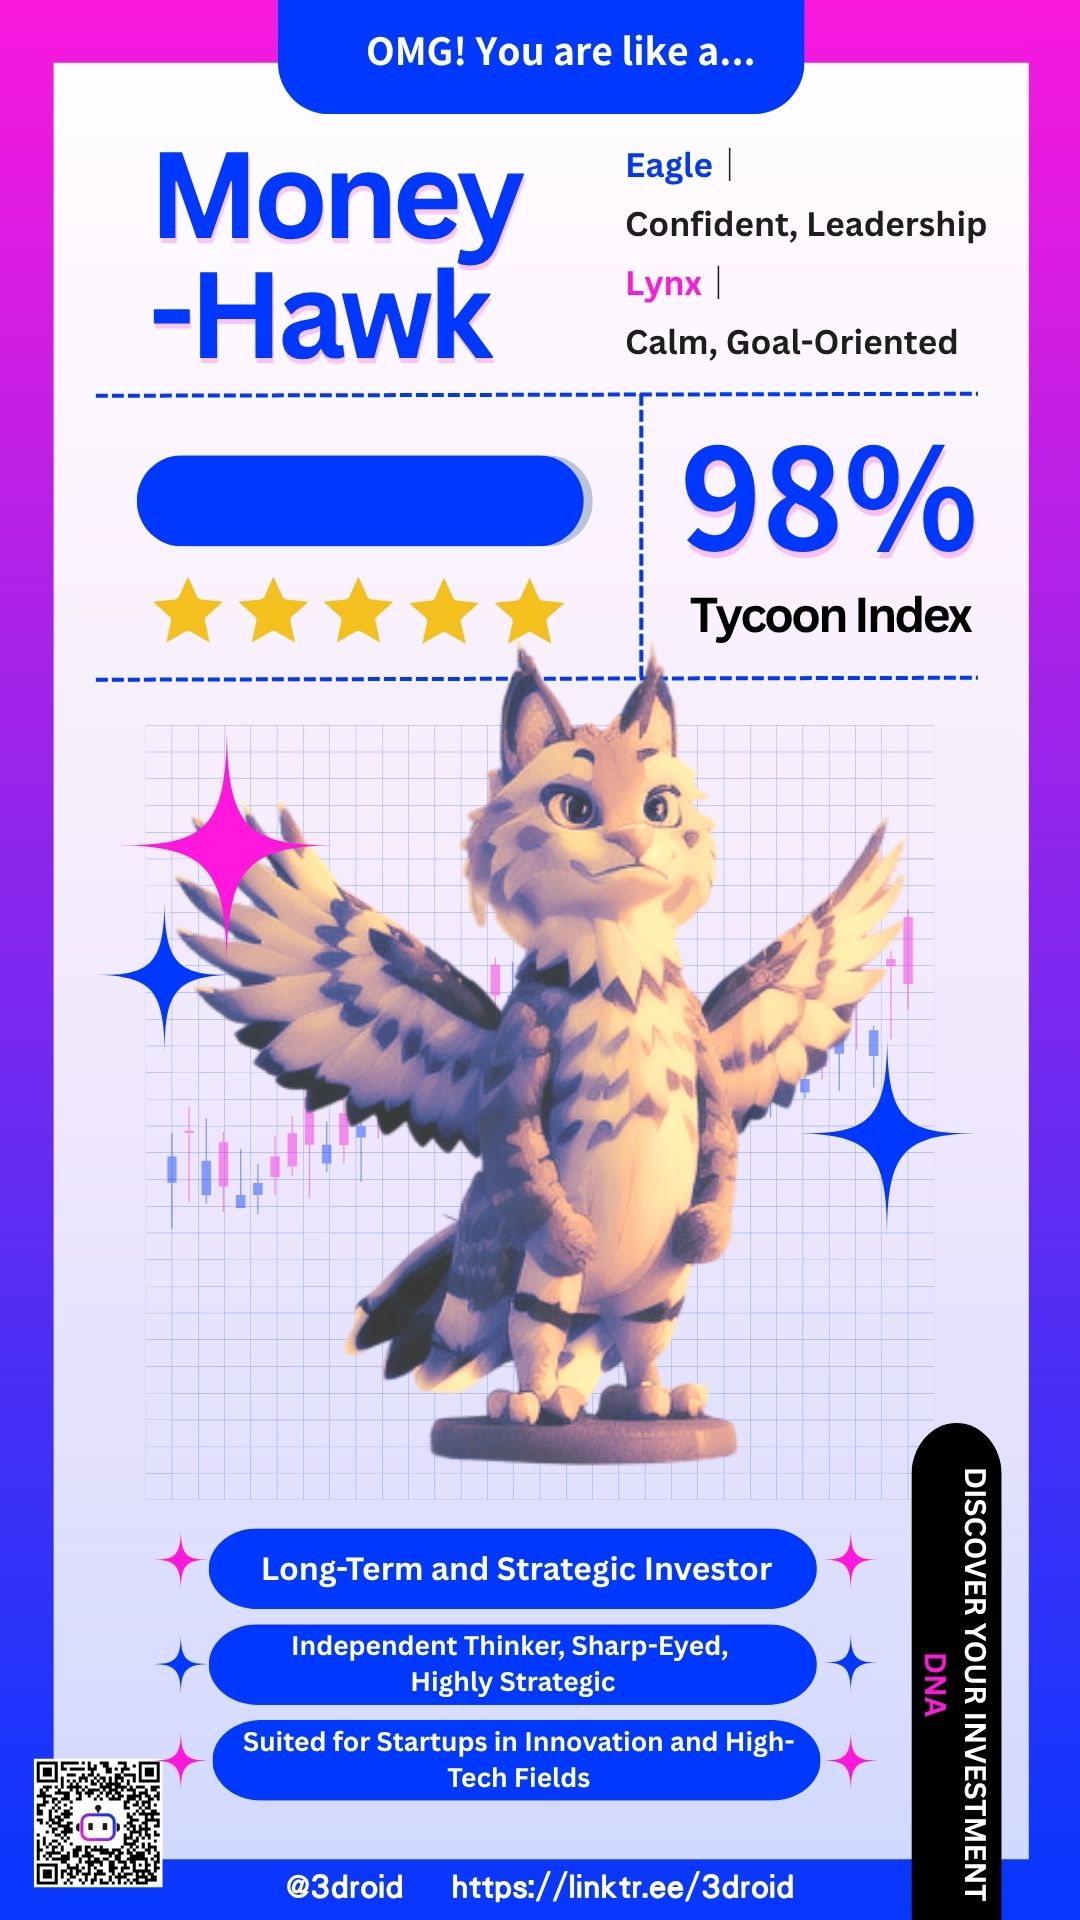 OMG! You are like a...
Money
-Hawk
Eagle |
Confident, Leadership
Lynx |
Calm, Goal-Oriented
98%
Tycoon Index
Long-Term and Strategic Investor
Independent Thinker, Sharp-Eyed,
Highly Strategic
Suited for Startups in Innovation and High-
Tech Fields
DISCOVER YOUR INVESTMENT
DNA
@3droid https://linktr.ee/3droid